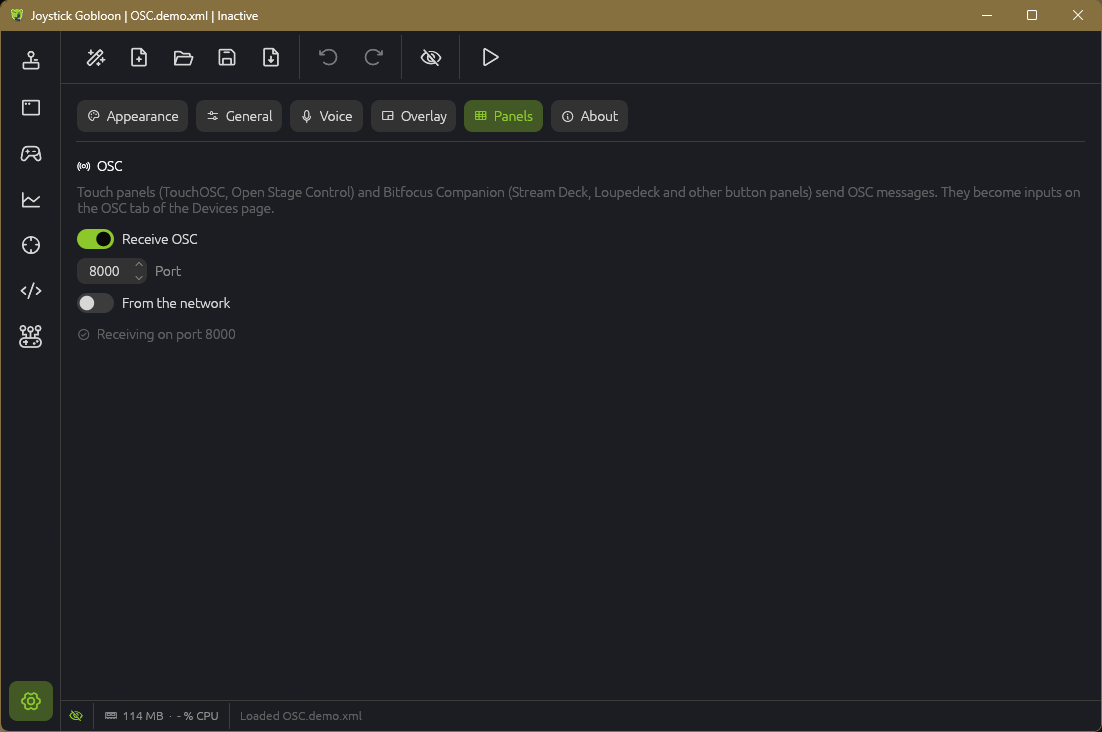 Joystick Gobloon | OSC.demo.xml | Inactive
Appearance
General
Voice
Overlay
Panels
About
OSC
Touch panels (TouchOSC, Open Stage Control) and Bitfocus Companion (Stream Deck, Loupedeck and other button panels) send OSC messages. They become inputs on
the OSC tab of the Devices page.
Receive OSC
8000 Port
From the network
Receiving on port 8000
114 MB · - % CPU
Loaded OSC.demo.xml